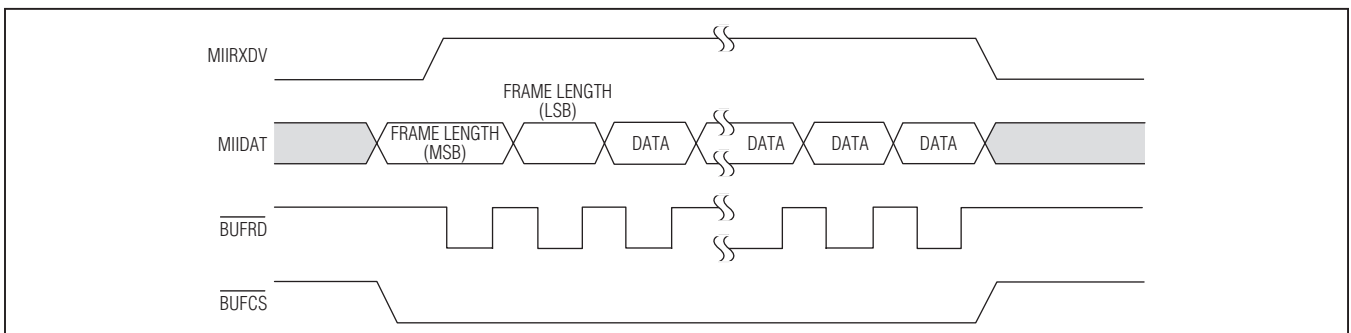 MIIRXDV
FRAME LENGTH
(LSB)
MIIDAT
FRAME LENGTH
(MSB)
DATA
DATA
DATA
DATA
BUFRD
BUFCS